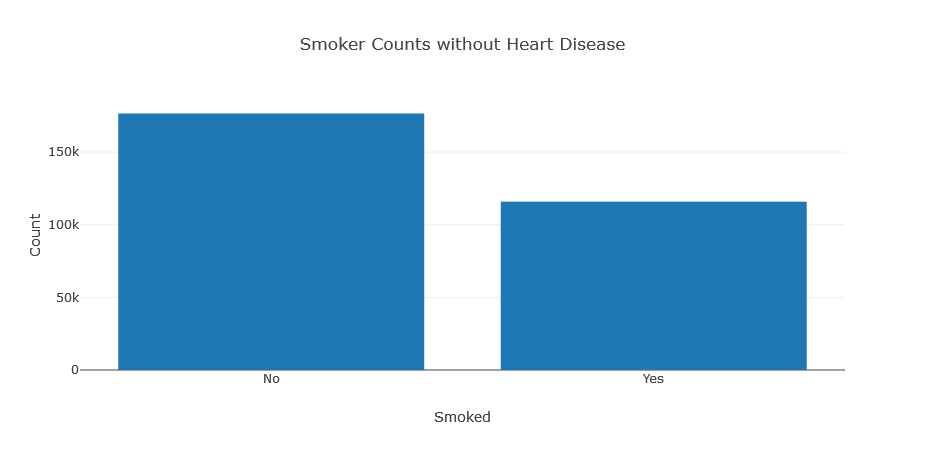 Smoker Counts without Heart Disease
150k
100k
50k
0
Count
No
Yes
Smoked